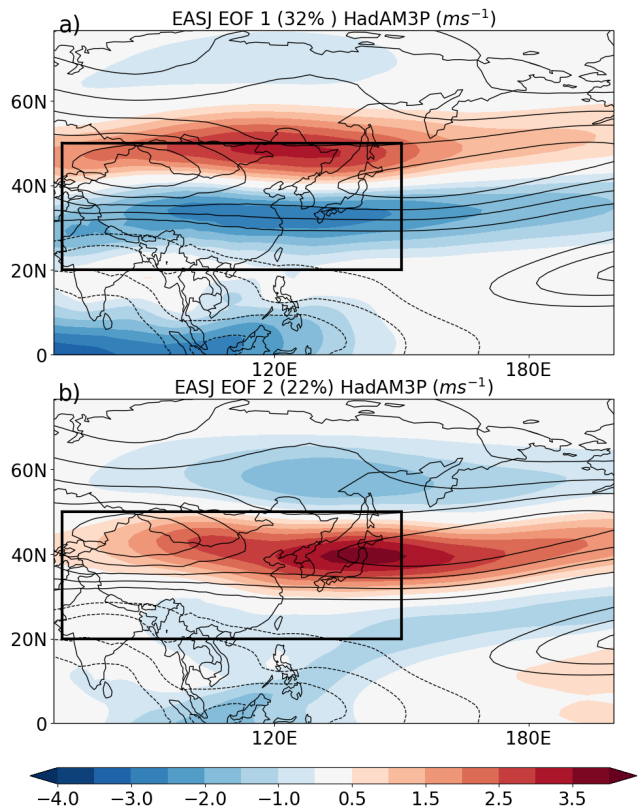 a) EASJ EOF 1 (32% ) HadAM3P (ms⁻¹)
60N
40N
20N
0
120E 180E
b) EASJ EOF 2 (22%) HadAM3P (ms⁻¹)
60N
40N
20N
0
120E 180E
−4.0 −3.0 −2.0 −1.0 0.5 1.5 2.5 3.5